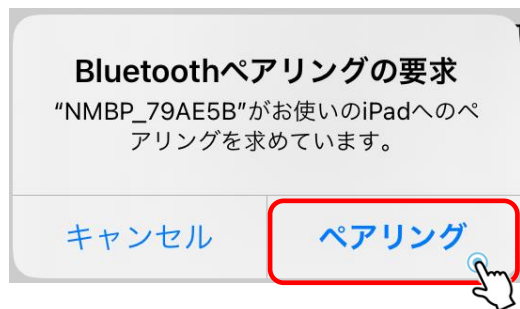 Bluetoothペアリングの要求
“NMBP_79AE5B”がお使いのiPadへのペ
アリングを求めています。
キャンセル
ペアリング